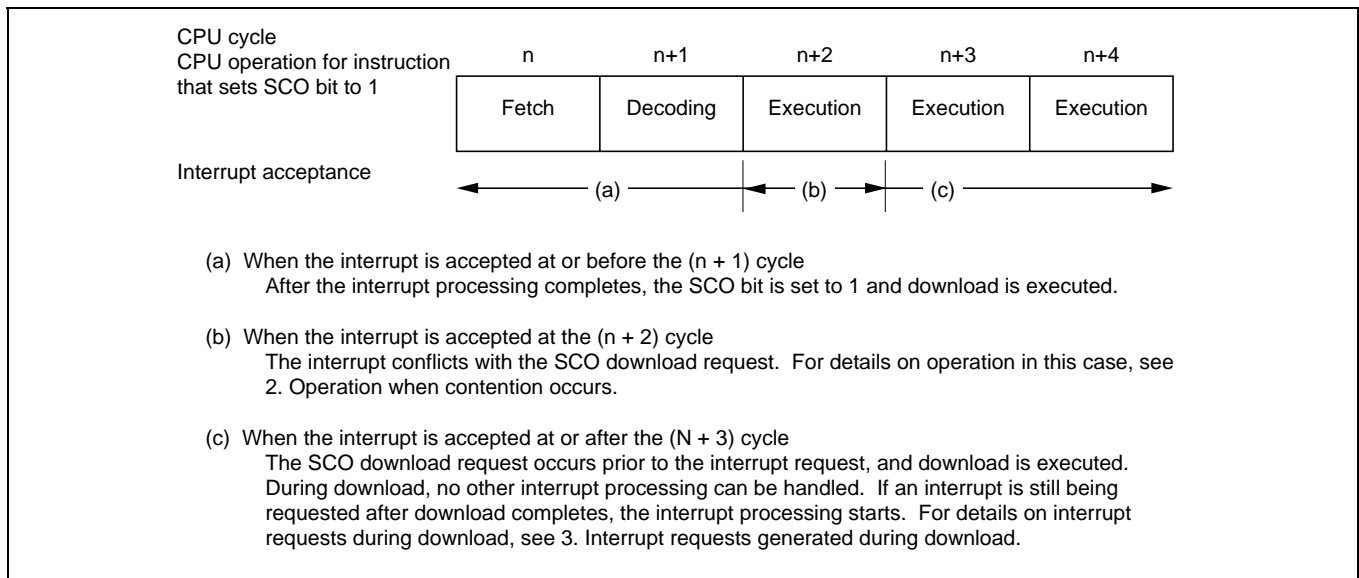 CPU cycle
CPU operation for instruction
that sets SCO bit to 1
n n+1 n+2 n+3 n+4
Fetch Decoding Execution Execution Execution
Interrupt acceptance
(a) (b) (c)
(a) When the interrupt is accepted at or before the (n + 1) cycle
After the interrupt processing completes, the SCO bit is set to 1 and download is executed.
(b) When the interrupt is accepted at the (n + 2) cycle
The interrupt conflicts with the SCO download request. For details on operation in this case, see
2. Operation when contention occurs.
(c) When the interrupt is accepted at or after the (N + 3) cycle
The SCO download request occurs prior to the interrupt request, and download is executed.
During download, no other interrupt processing can be handled. If an interrupt is still being
requested after download completes, the interrupt processing starts. For details on interrupt
requests during download, see 3. Interrupt requests generated during download.